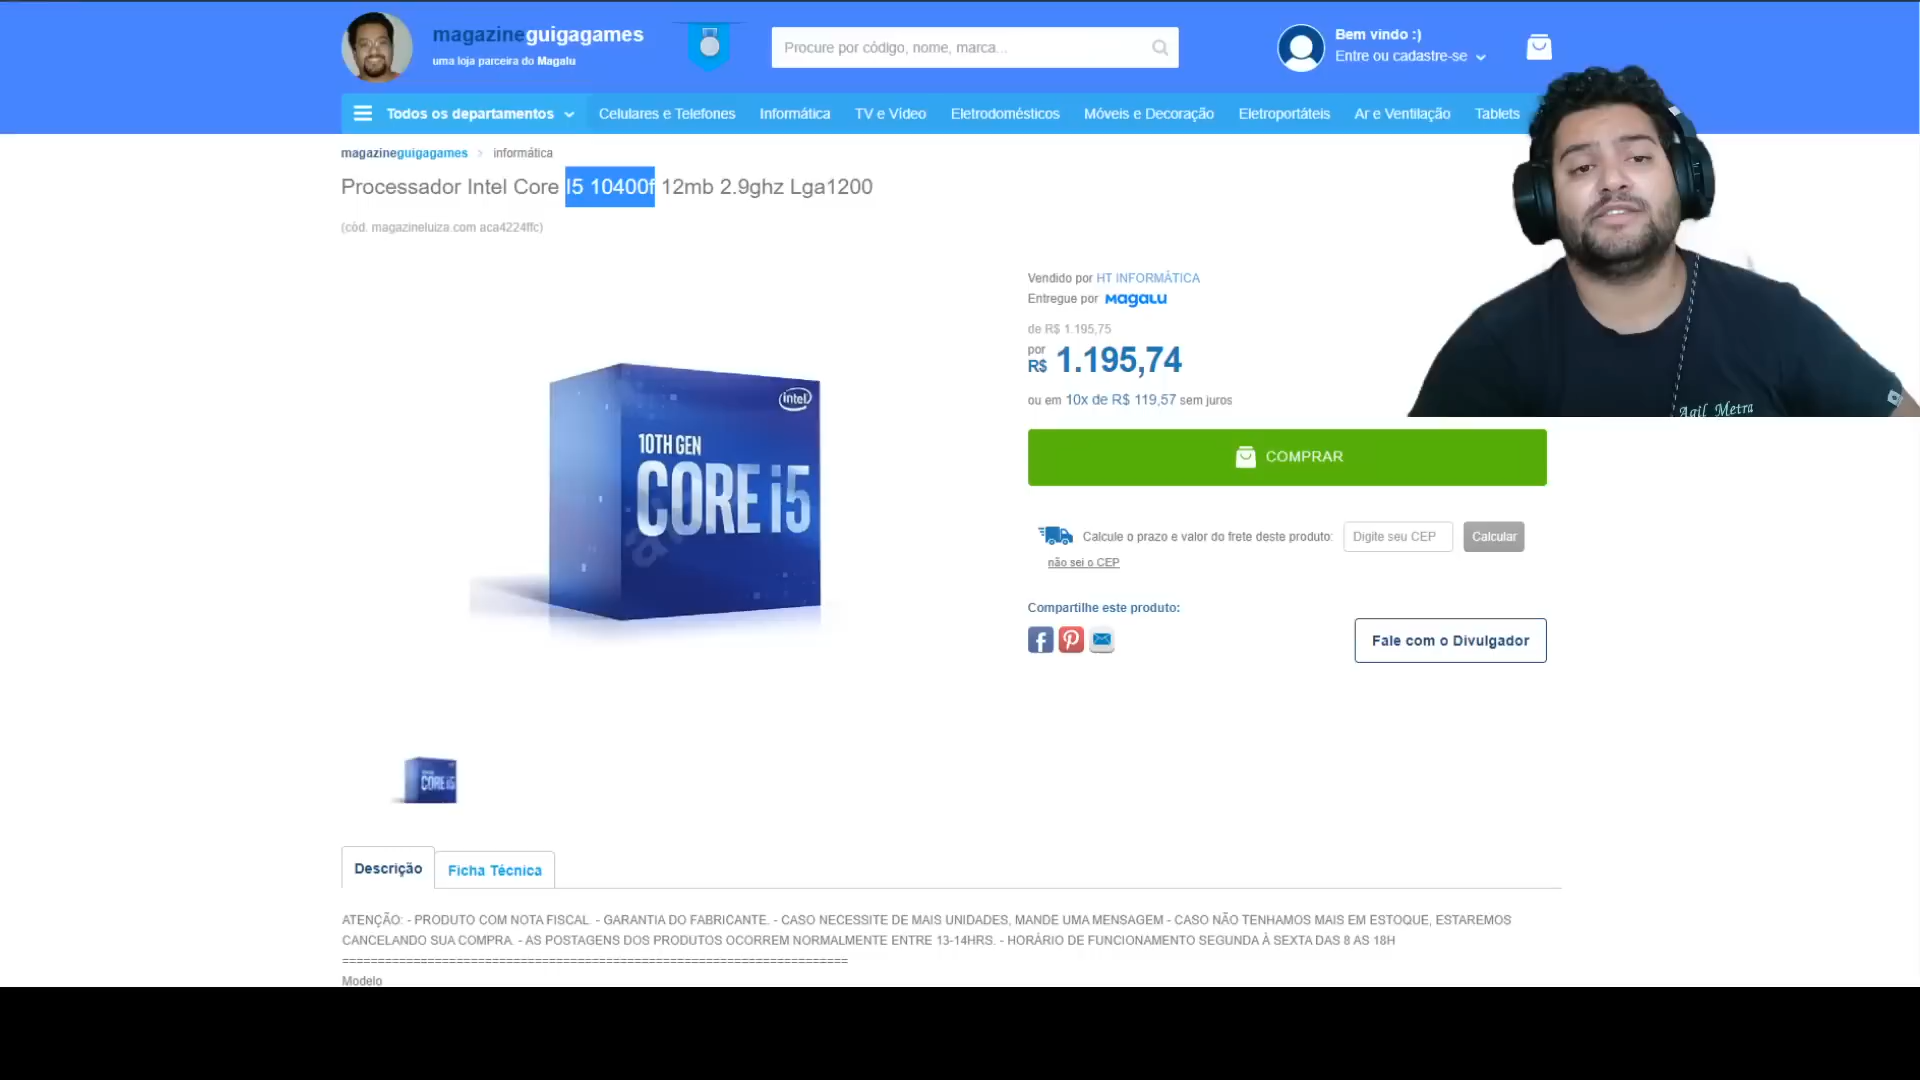 magazineguigagames
uma loja parceira do Magalu
Procure por código, nome, marca...
Bem vindo :)
Entre ou cadastre-se
Todos os departamentos
Celulares e Telefones
Informática
TV e Vídeo
Eletrodomésticos
Móveis e Decoração
Eletroportáteis
Ar e Ventilação
Tablets
magazineguigagames > informática
Processador Intel Core I5 10400f 12mb 2.9ghz Lga1200
(cód. magazineluiza.com aca4224ffc)
Vendido por HT INFORMÁTICA
Entregue por Magalu
de R$ 1.195,75
por
R$ 1.195,74
ou em 10x de R$ 119,57 sem juros
Agil Metra
COMPRAR
intel
10TH GEN
CORE i5
Calcule o prazo e valor do frete deste produto:
Digite seu CEP
Calcular
não sei o CEP
Compartilhe este produto:
Fale com o Divulgador
CORE i5
Descrição
Ficha Técnica
ATENÇÃO: - PRODUTO COM NOTA FISCAL. - GARANTIA DO FABRICANTE. - CASO NECESSITE DE MAIS UNIDADES, MANDE UMA MENSAGEM - CASO NÃO TENHAMOS MAIS EM ESTOQUE, ESTAREMOS
CANCELANDO SUA COMPRA. - AS POSTAGENS DOS PRODUTOS OCORREM NORMALMENTE ENTRE 13-14HRS. - HORÁRIO DE FUNCIONAMENTO SEGUNDA À SEXTA DAS 8 AS 18H
=======================================================================
Modelo